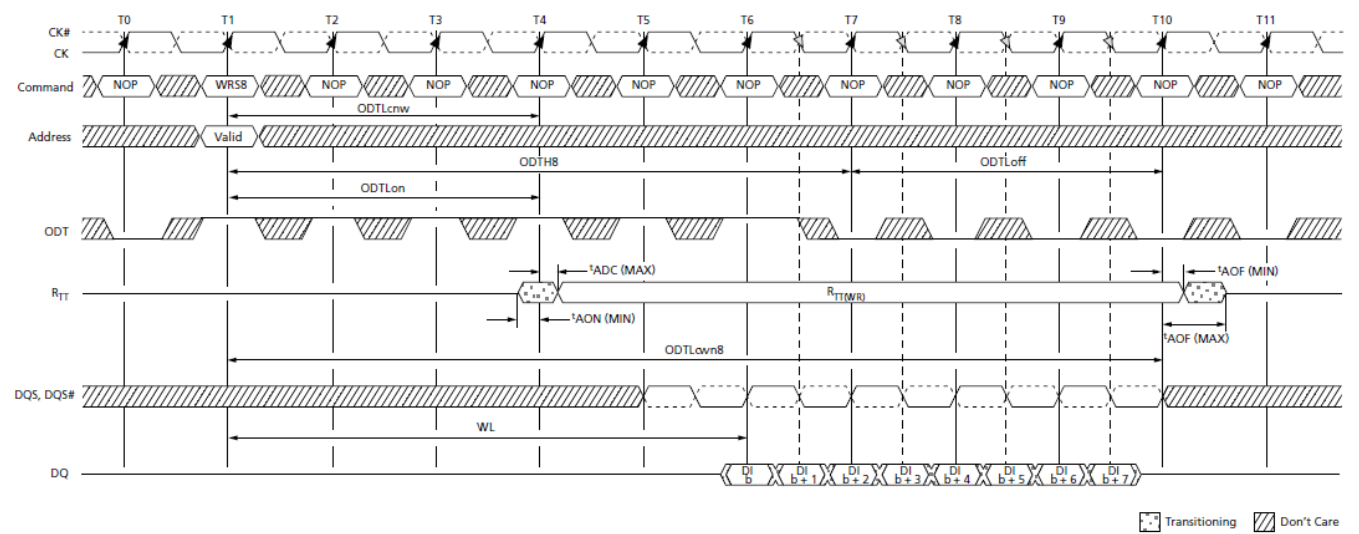 T0 T1 T2 T3 T4 T5 T6 T7 T8 T9 T10 T11
CK#
CK
Command NOP WRS8 NOP NOP NOP NOP NOP NOP NOP NOP NOP NOP
ODTLcnw
Address Valid
ODTH8 ODTLoff
ODTLon
ODT
tADC (MAX) tAOF (MIN)
RTT RTT(WR)
tAON (MIN)
tAOF (MAX)
ODTLcwn8
DQS, DQS#
WL
DQ DI b DI b + 1 DI b + 2 DI b + 3 DI b + 4 DI b + 5 DI b + 6 DI b + 7
Transitioning Don't Care